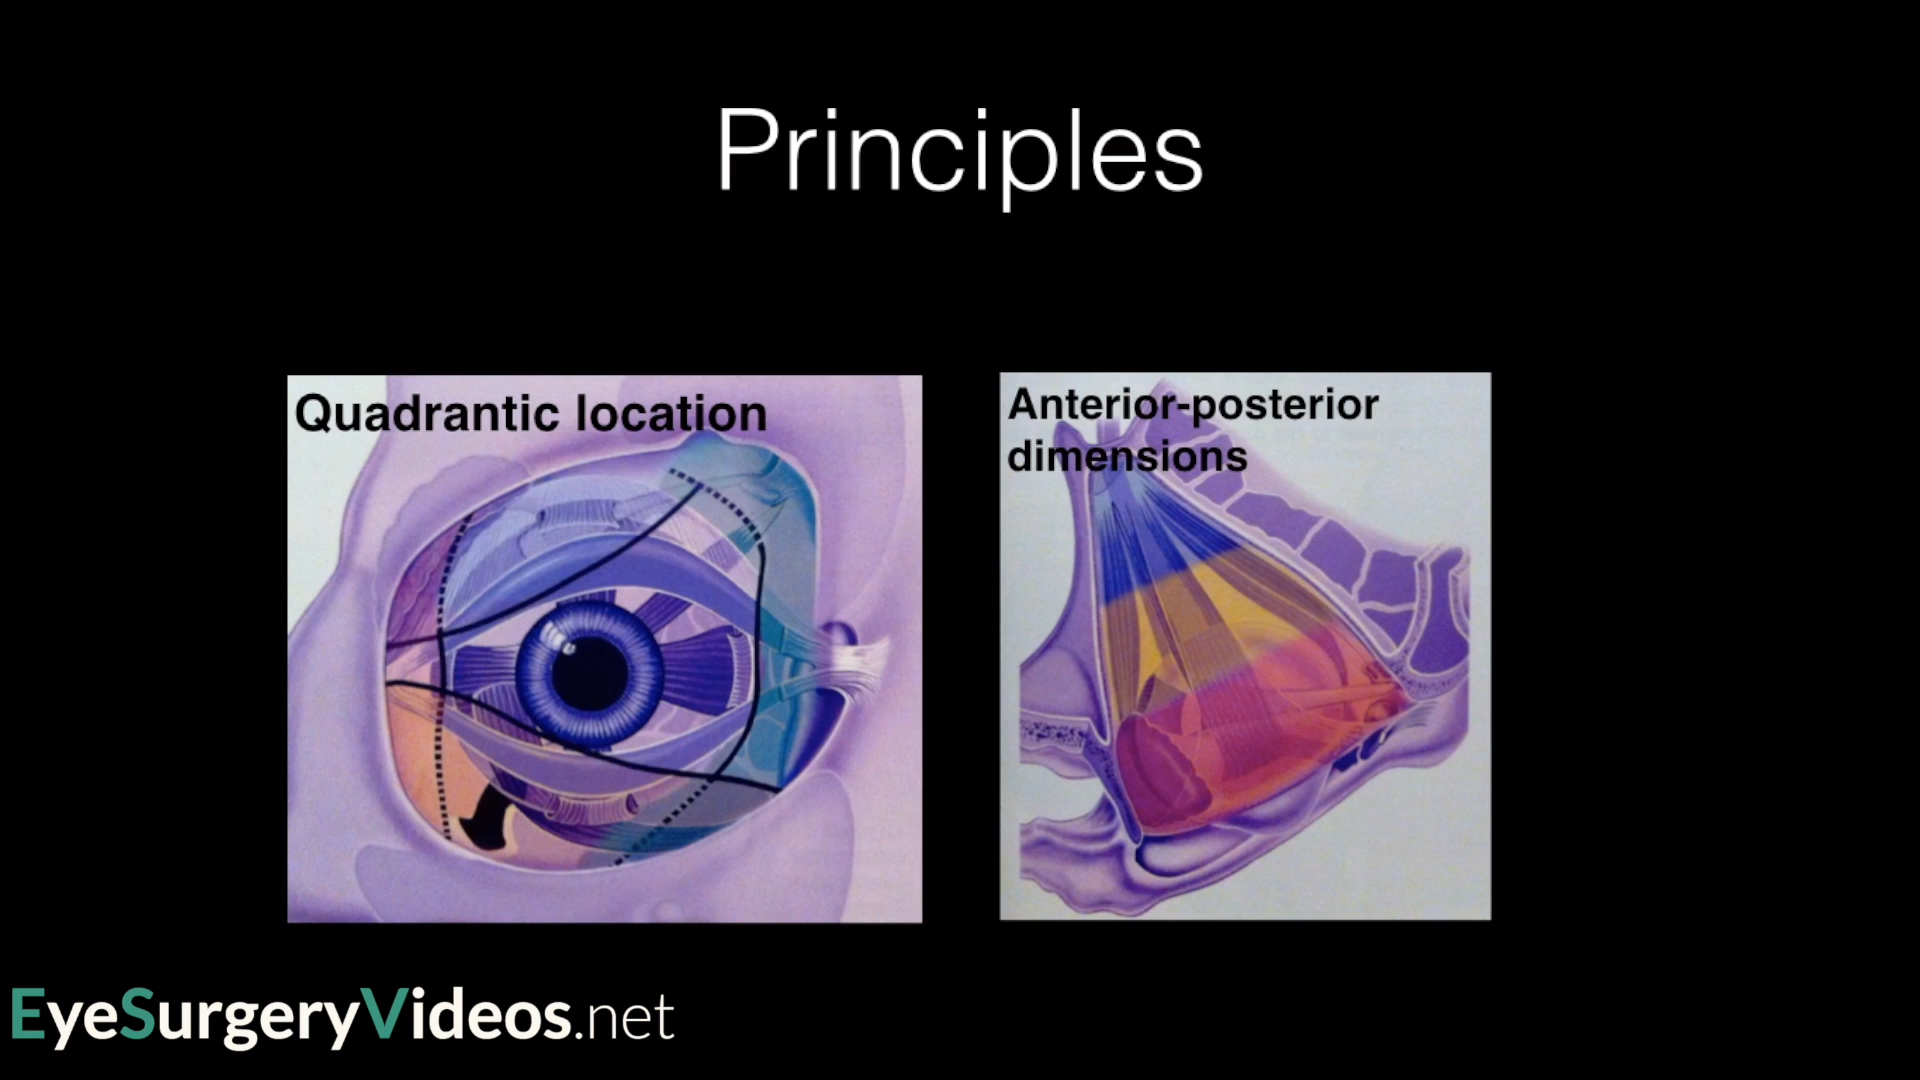 Principles
Quadrantic location
Anterior-posterior
dimensions
EyeSurgeryVideos.net